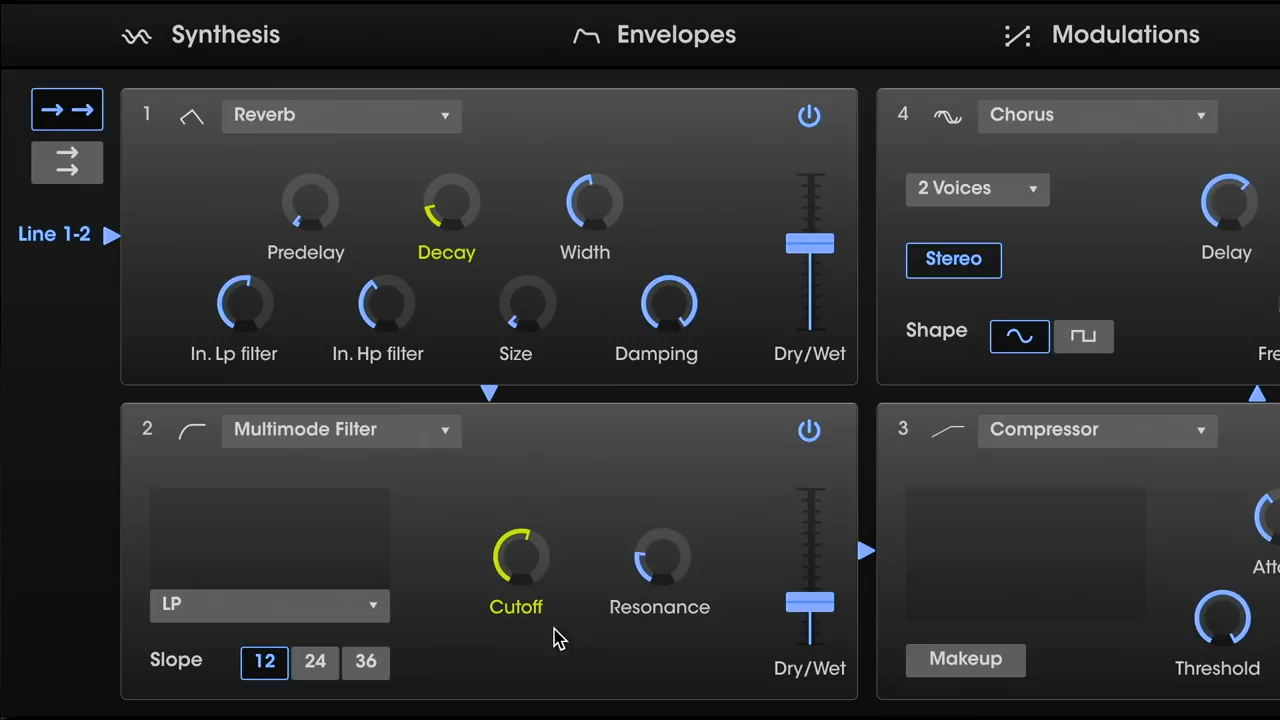 Synthesis
Envelopes
Modulations
1
Reverb
Predelay
Decay
Width
In. Lp filter
In. Hp filter
Size
Damping
Dry/Wet
4
Chorus
2 Voices
Stereo
Shape
Delay
Fre
Line 1-2
2
Multimode Filter
LP
Slope
12
24
36
Cutoff
Resonance
Dry/Wet
3
Compressor
Makeup
Atta
Threshold